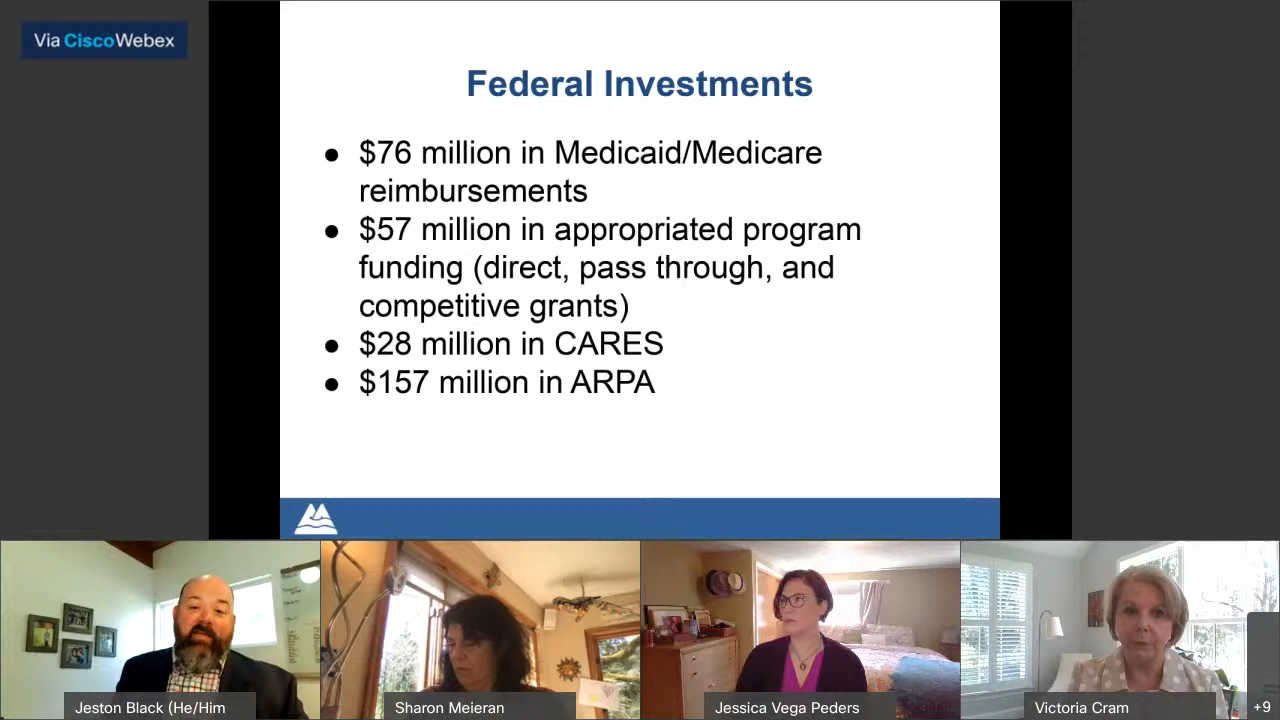 Via CiscoWebex
Federal Investments
● $76 million in Medicaid/Medicare
reimbursements
● $57 million in appropriated program
funding (direct, pass through, and
competitive grants)
● $28 million in CARES
● $157 million in ARPA
Jeston Black (He/Him
Sharon Meieran
Jessica Vega Peders
Victoria Cram
+9